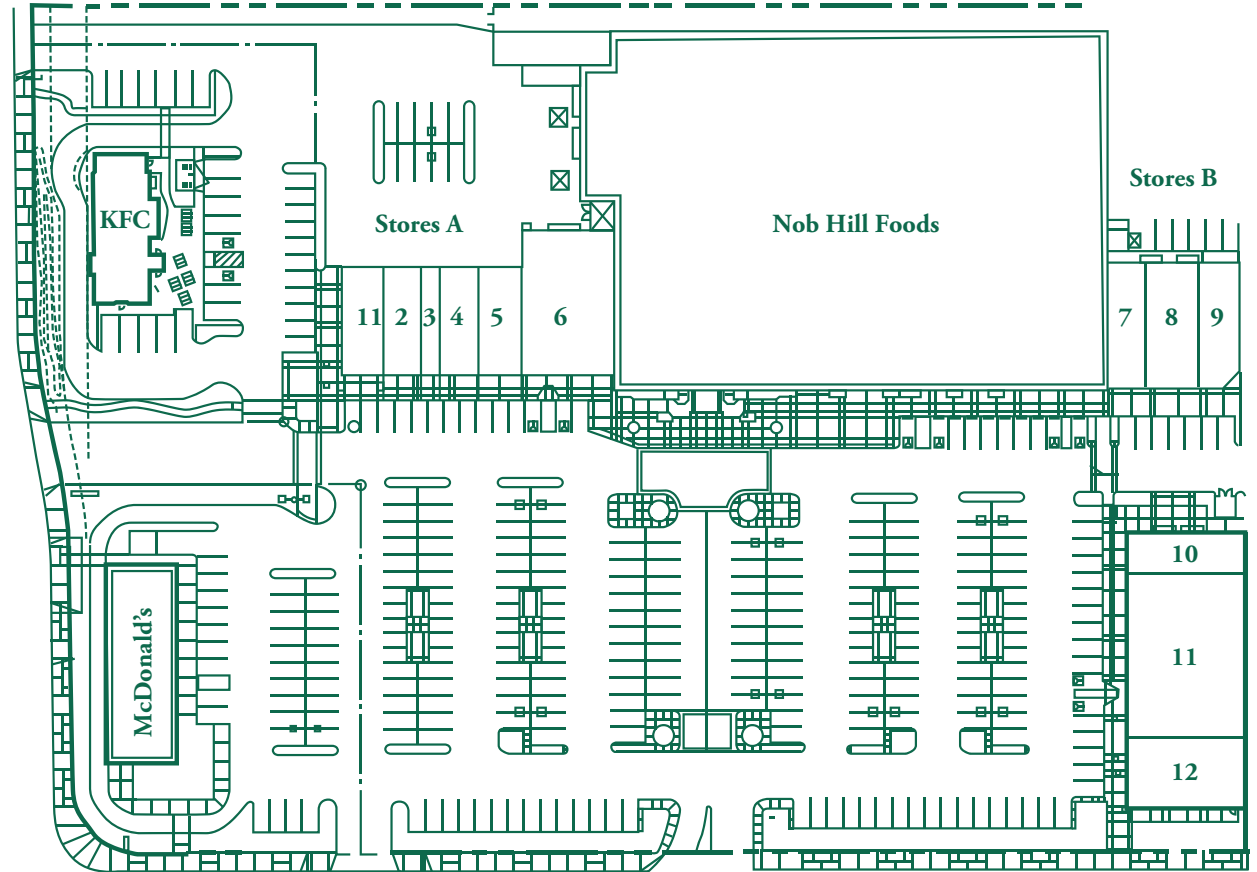 Stores B
KFC
Stores A
Nob Hill Foods
11 2 3 4 5 6
7 8 9
10
McDonald's
11
12